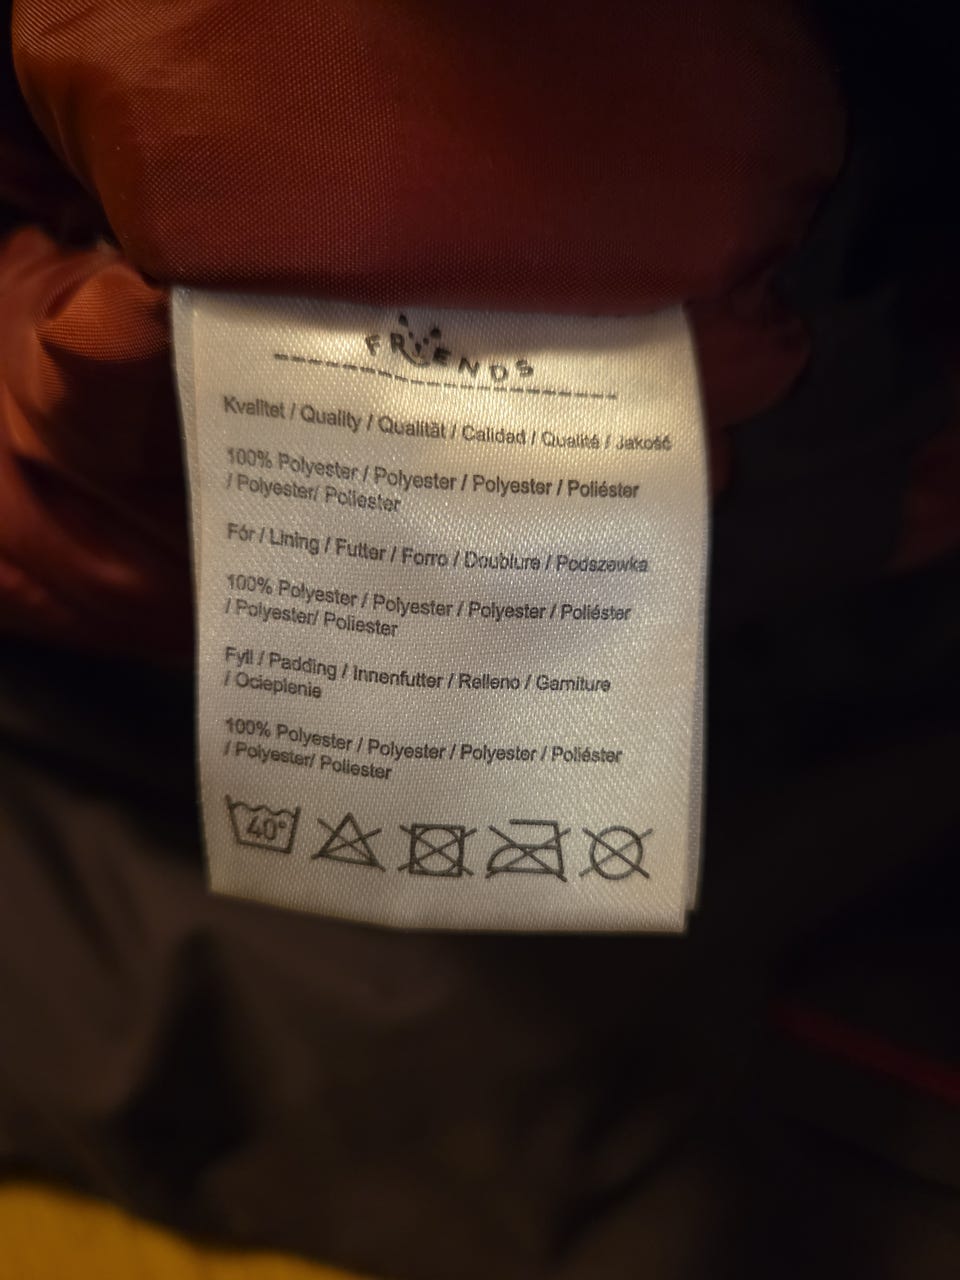 FRIENDS
Kvalitet / Quality / Qualität / Calidad / Qualité / Jakość
100% Polyester / Polyester / Polyester / Poliéster
/ Polyester/ Poliester
Fór / Lining / Futter / Forro / Doublure / Podszewka
100% Polyester / Polyester / Polyester / Poliéster
/ Polyester/ Poliester
Fyll / Padding / Innenfutter / Relleno / Garniture
/ Ocieplenie
100% Polyester / Polyester / Polyester / Poliéster
/ Polyester/ Poliester
40°